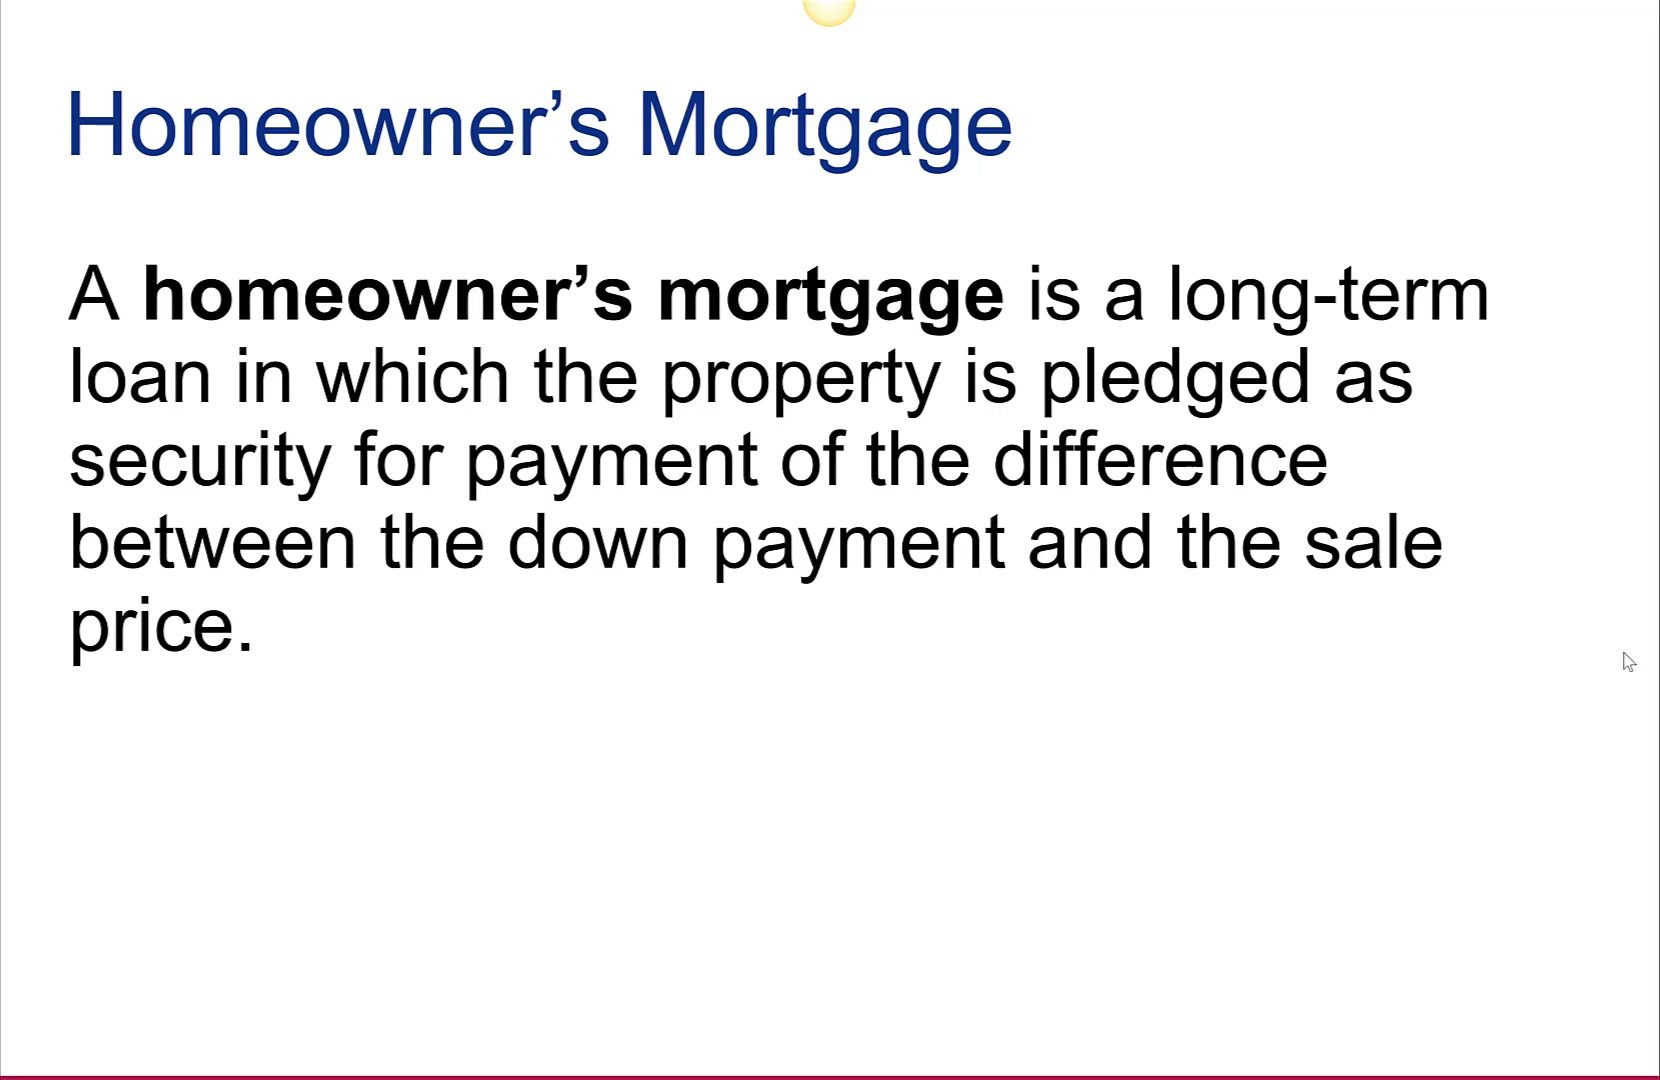 Homeowner’s Mortgage
A homeowner’s mortgage is a long-term
loan in which the property is pledged as
security for payment of the difference
between the down payment and the sale
price.